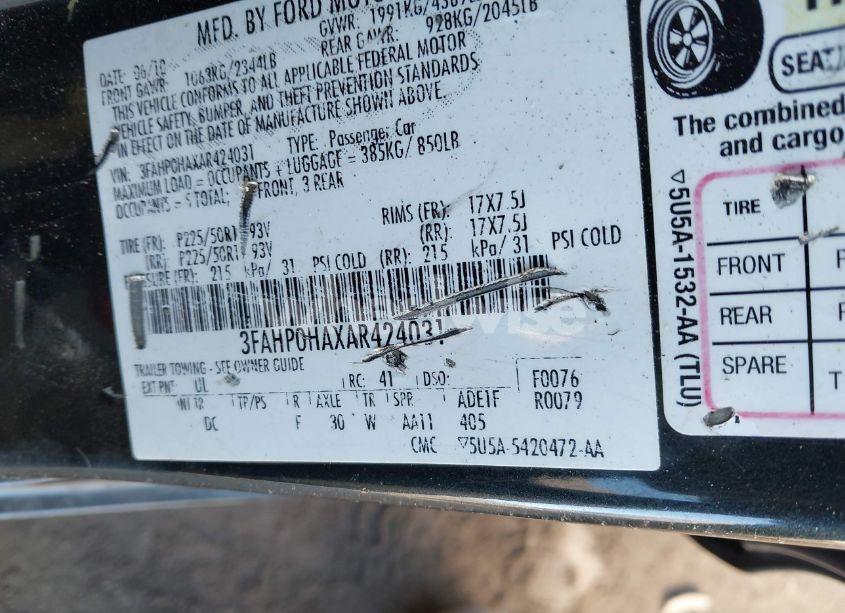 MFD. BY FORD MOTO
DATE: 06/10
GVWR: 1991KG/
FRONT GAWR: 1063KG/2344LB
REAR GAWR: 928KG/2045LB
THIS VEHICLE CONFORMS TO ALL APPLICABLE FEDERAL MOTOR
VEHICLE SAFETY, BUMPER, AND THEFT PREVENTION STANDARDS
IN EFFECT ON THE DATE OF MANUFACTURE SHOWN ABOVE.
VIN: 3FAHP0HAXAR424031
TYPE: Passenger Car
MAXIMUM LOAD = OCCUPANTS + LUGGAGE = 385KG/ 850LB
OCCUPANTS = 5 TOTAL, FRONT, 3 REAR
RIMS (FR): 17X7.5J
(RR): 17X7.5J
TIRE (FR): P225/50R1 93V
(RR): P225/50R1 93V
SURE (FR): 215 kPa/ 31 PSI COLD
(RR): 215 kPa/ 31 PSI COLD
3FAHP0HAXAR424031
TRAILER TOWING - SEE OWNER GUIDE
EXT PNT: UL RC: 41 DSO: F0076
R0079
INT TR TP/PS R AXLE TR SPR ADE1F
DC F 30 W AA11 405
CMC ▽5U5A-5420472-AA
SEAT
The combined
and cargo
▽5U5A-1532-AA (TLU)
TIRE
FRONT P
REAR P
SPARE T